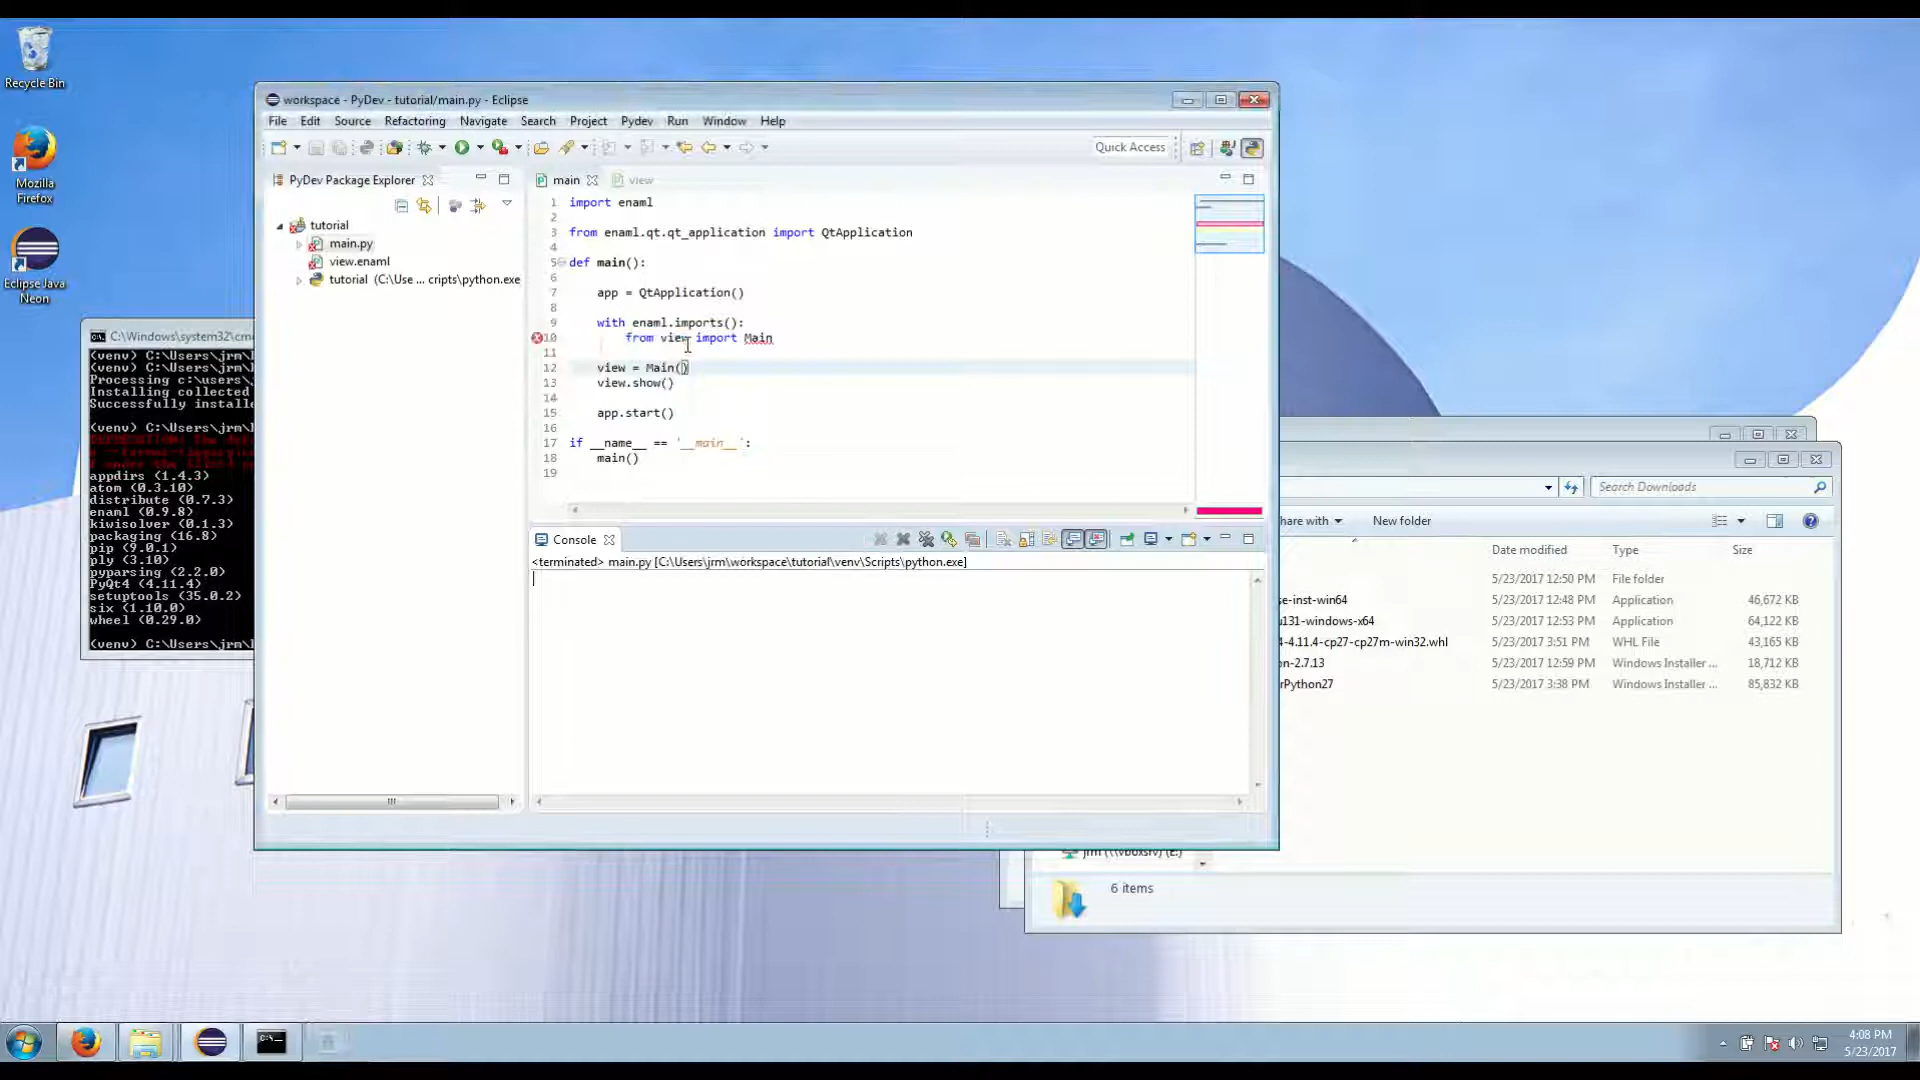 Recycle Bin
Mozilla
Firefox
Eclipse Java
Neon
workspace - PyDev - tutorial/main.py - Eclipse
File Edit Source Refactoring Navigate Search Project Pydev Run Window Help
Quick Access
PyDev Package Explorer
tutorial
main.py
view.enaml
tutorial (C:\Use ... cripts\python.exe
main
view
1 import enaml
2
3 from enaml.qt.qt_application import QtApplication
4
5 def main():
6
7 app = QtApplication()
8
9 with enaml.imports():
10 from view import Main
11
12 view = Main()
13 view.show()
14
15 app.start()
16
17 if __name__ == '__main__':
18 main()
19
Console
<terminated> main.py [C:\Users\jrm\workspace\tutorial\venv\Scripts\python.exe]
C:\Windows\system32\cm
(venv) C:\Users\jrm\
(venv) C:\Users\jrm\
Processing c:\users\
Installing collected
Successfully installe
(venv) C:\Users\jrm\
appdirs (1.4.3)
atom (0.3.10)
distribute (0.7.3)
enaml (0.9.8)
kiwisolver (0.1.3)
packaging (16.8)
pip (9.0.1)
ply (3.10)
pyparsing (2.2.0)
PyQt4 (4.11.4)
setuptools (35.0.2)
six (1.10.0)
wheel (0.29.0)
(venv) C:\Users\jrm\
Search Downloads
hare with New folder
Date modified Type Size
5/23/2017 12:50 PM File folder
se-inst-win64 5/23/2017 12:48 PM Application 46,672 KB
u131-windows-x64 5/23/2017 12:53 PM Application 64,122 KB
4-4.11.4-cp27-cp27m-win32.whl 5/23/2017 3:51 PM WHL File 43,165 KB
on-2.7.13 5/23/2017 12:59 PM Windows Installer ... 18,712 KB
rPython27 5/23/2017 3:38 PM Windows Installer ... 85,832 KB
jrm (\\vboxsrv) (E:)
6 items
4:08 PM
5/23/2017